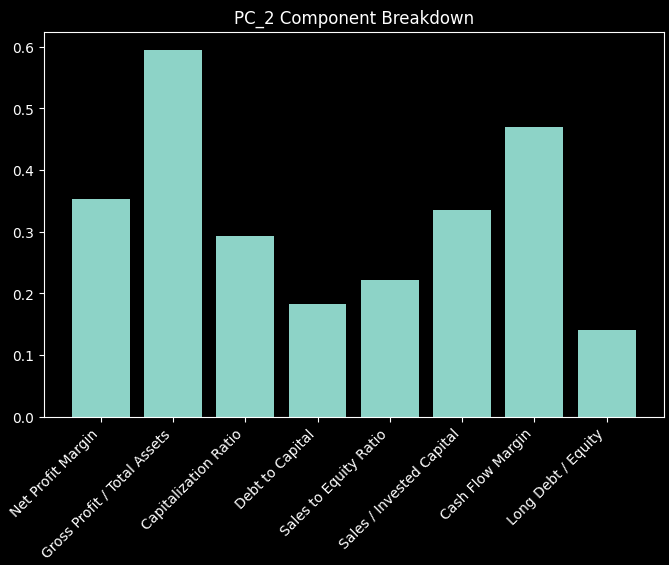 PC_2 Component Breakdown
0.6
0.5
0.4
0.3
0.2
0.1
0.0
Net Profit Margin
Gross Profit / Total Assets
Capitalization Ratio
Debt to Capital
Sales to Equity Ratio
Sales / Invested Capital
Cash Flow Margin
Long Debt / Equity